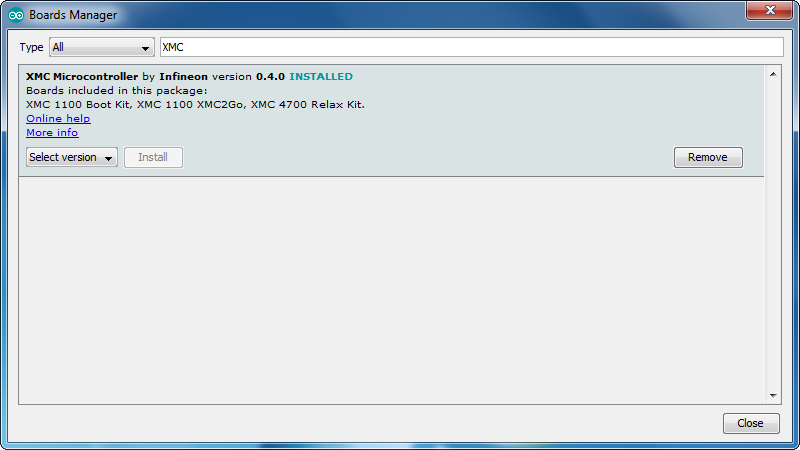 Boards Manager
Type All XMC
XMC Microcontroller by Infineon version 0.4.0 INSTALLED
Boards included in this package:
XMC 1100 Boot Kit, XMC 1100 XMC2Go, XMC 4700 Relax Kit.
Online help
More info
Select version Install Remove
Close